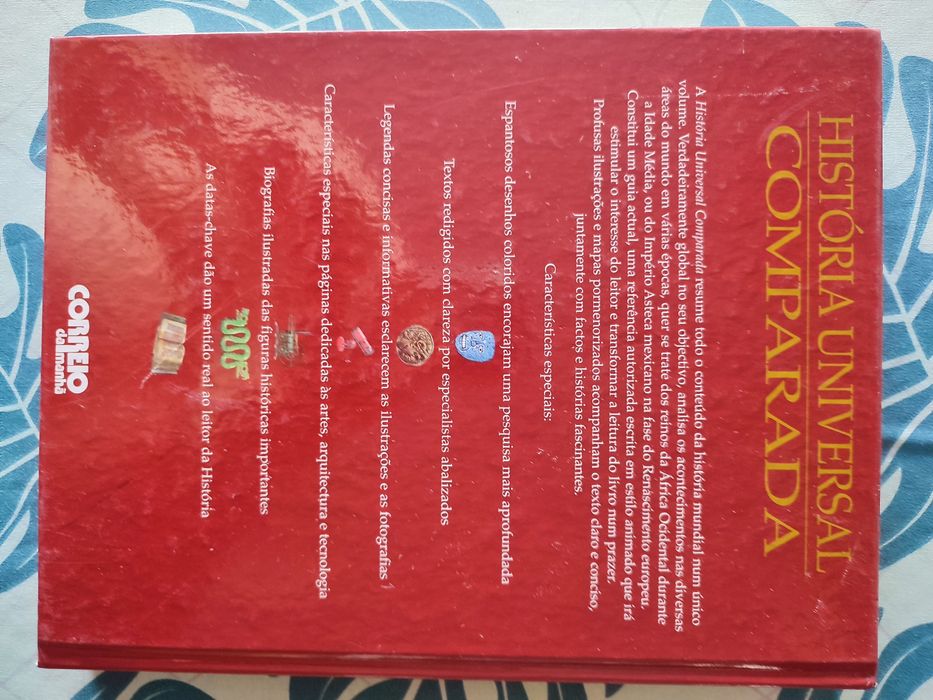 HISTÓRIA UNIVERSAL
COMPARADA
A História Universal Comparada resume todo o conteúdo da história mundial num único
volume. Verdadeiramente global no seu objectivo, analisa os acontecimentos nas diversas
áreas do mundo em várias épocas, quer se trate dos reinos da África Ocidental durante
a Idade Média, ou do Império Asteca mexicano na fase do Renascimento europeu.
Constitui um guia actual, uma referência autorizada escrita em estilo animado que irá
estimular o interesse do leitor e transformar a leitura do livro num prazer.
Profusas ilustrações e mapas pormenorizados acompanham o texto claro e conciso,
juntamente com factos e histórias fascinantes.
Características especiais:
Espantosos desenhos coloridos encorajam uma pesquisa mais aprofundada
Textos redigidos com clareza por especialistas abalizados
Legendas concisas e informativas esclarecem as ilustrações e as fotografias
Características especiais nas páginas dedicadas às artes, arquitectura e tecnologia
Biografias ilustradas das figuras históricas importantes
As datas-chave dão um sentido real ao leitor da História
CORREIO
da manhã